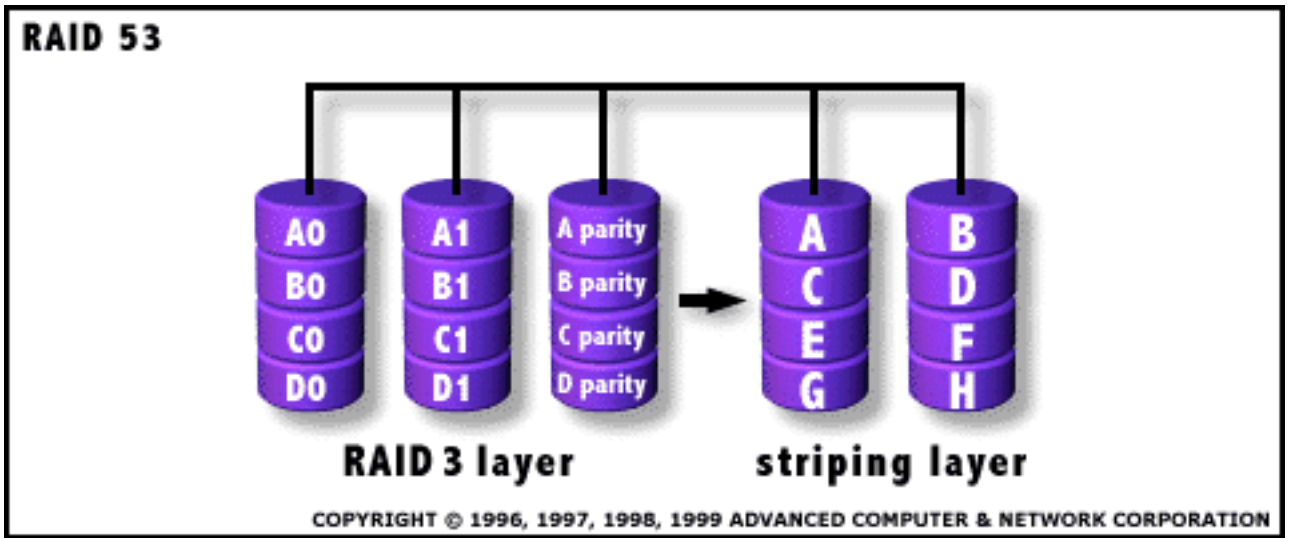 RAID 53
A0 A1 A parity A B
B0 B1 B parity C D
C0 C1 C parity E F
D0 D1 D parity G H
RAID 3 layer striping layer
COPYRIGHT © 1996, 1997, 1998, 1999 ADVANCED COMPUTER & NETWORK CORPORATION